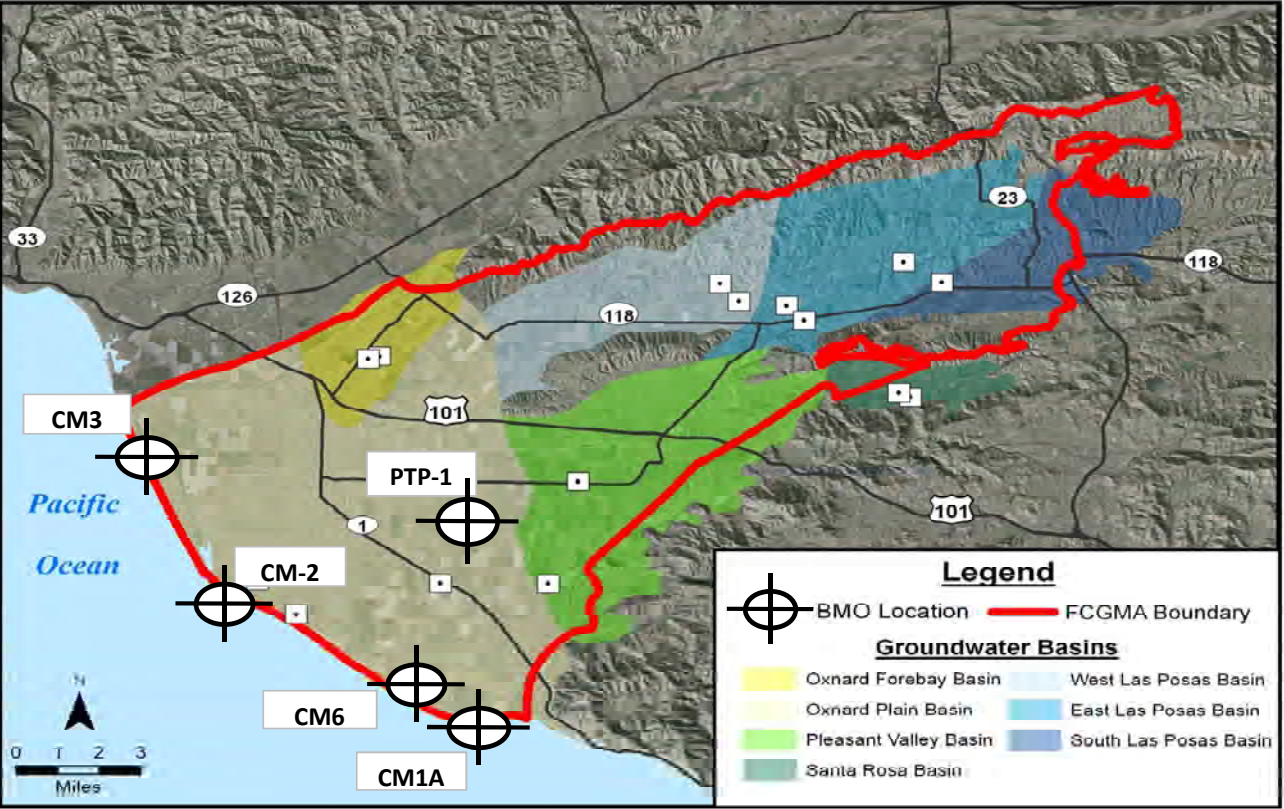 23
33
118
126
118
CM3
101
PTP-1
Pacific
Ocean
101
1
CM-2
CM6
CM1A
N
0 1 2 3
Miles
Legend
BMO Location FCGMA Boundary
Groundwater Basins
Oxnard Forebay Basin West Las Posas Basin
Oxnard Plain Basin East Las Posas Basin
Pleasant Valley Basin South Las Posas Basin
Santa Rosa Basin